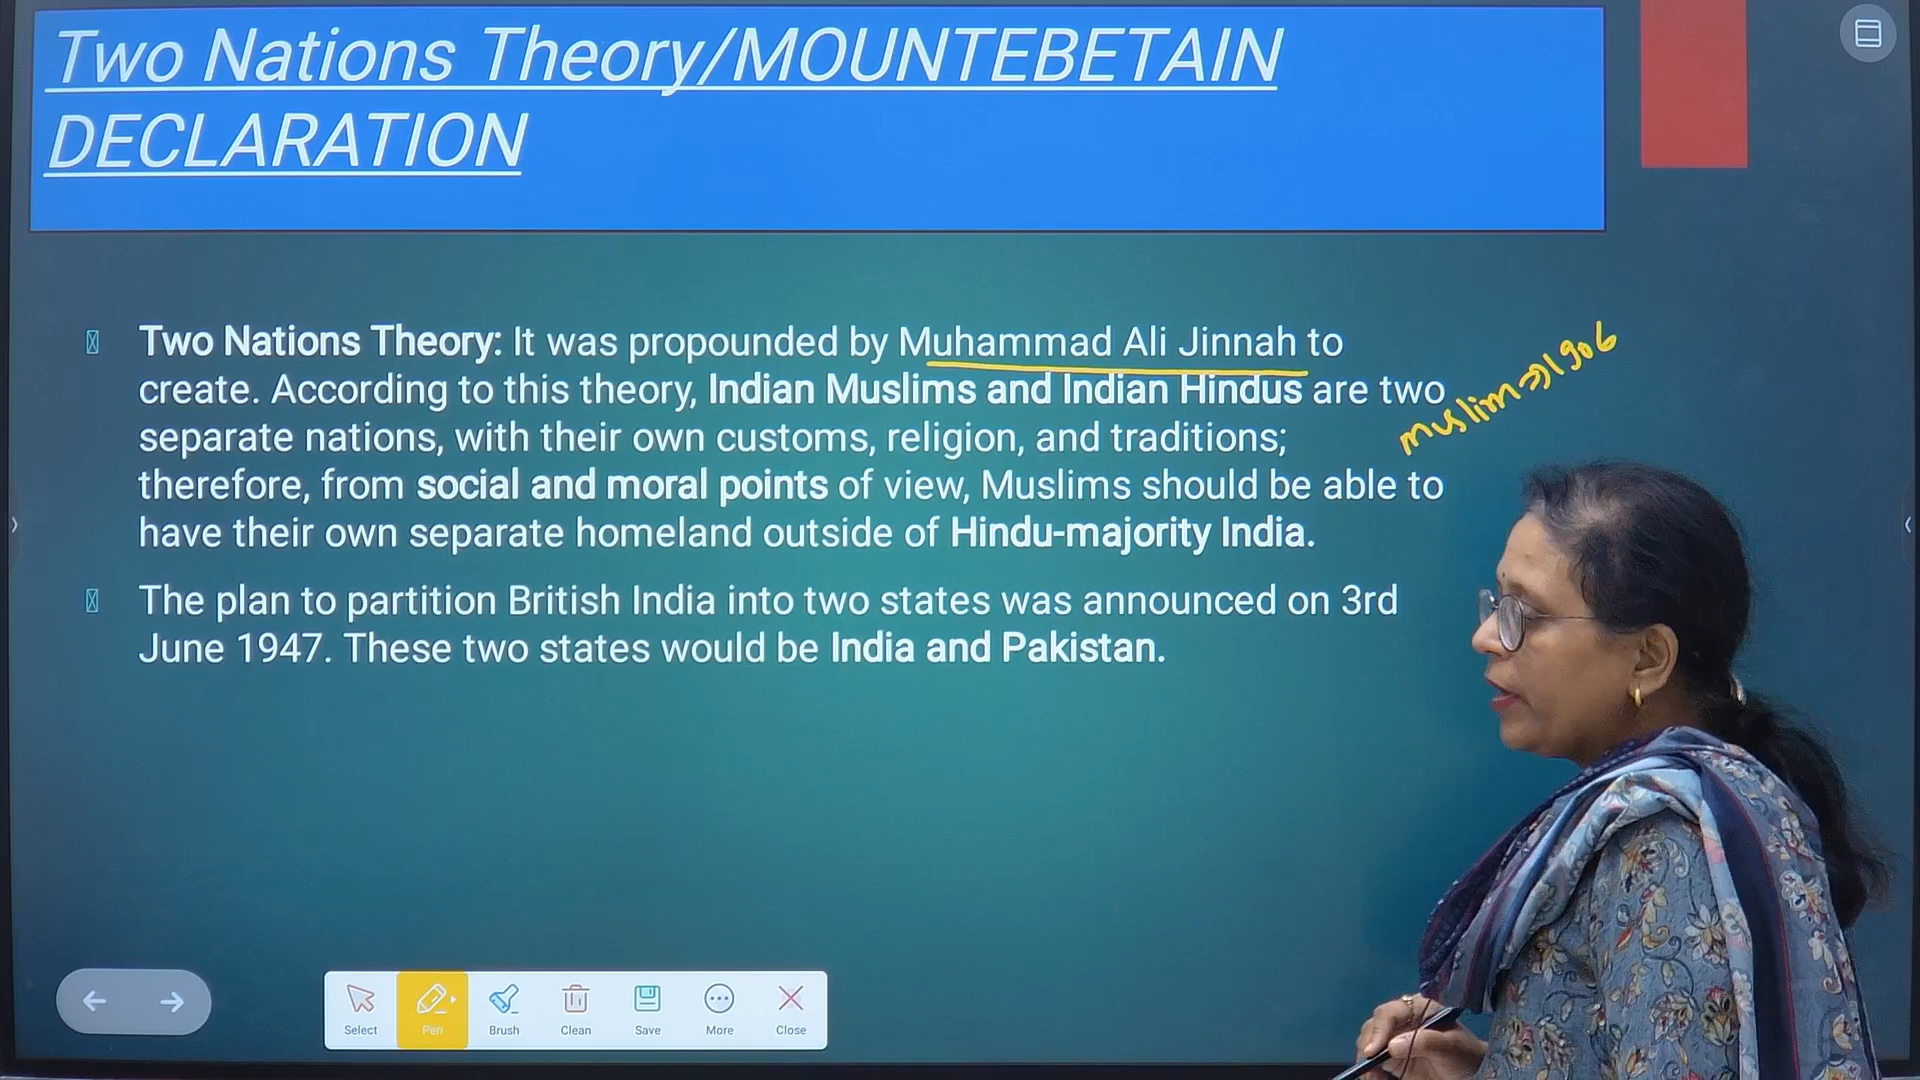 Two Nations Theory/MOUNTEBETAIN
DECLARATION
Two Nations Theory: It was propounded by Muhammad Ali Jinnah to
create. According to this theory, Indian Muslims and Indian Hindus are two
separate nations, with their own customs, religion, and traditions;
therefore, from social and moral points of view, Muslims should be able to
have their own separate homeland outside of Hindu-majority India.
muslim⇒1906
The plan to partition British India into two states was announced on 3rd
June 1947. These two states would be India and Pakistan.
Select Pen Brush Clean Save More Close